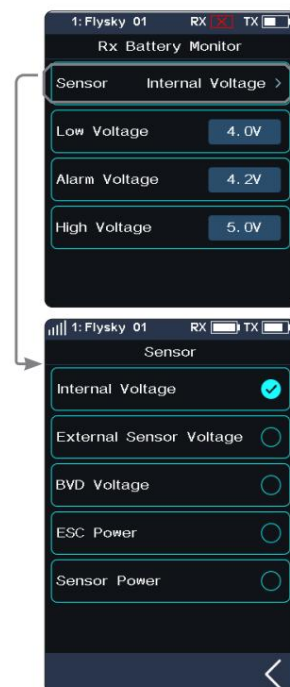 1: Flysky 01 RX TX
Rx Battery Monitor
Sensor Internal Voltage >
Low Voltage 4.0V
Alarm Voltage 4.2V
High Voltage 5.0V
1: Flysky 01 RX TX
Sensor
Internal Voltage
External Sensor Voltage
BVD Voltage
ESC Power
Sensor Power